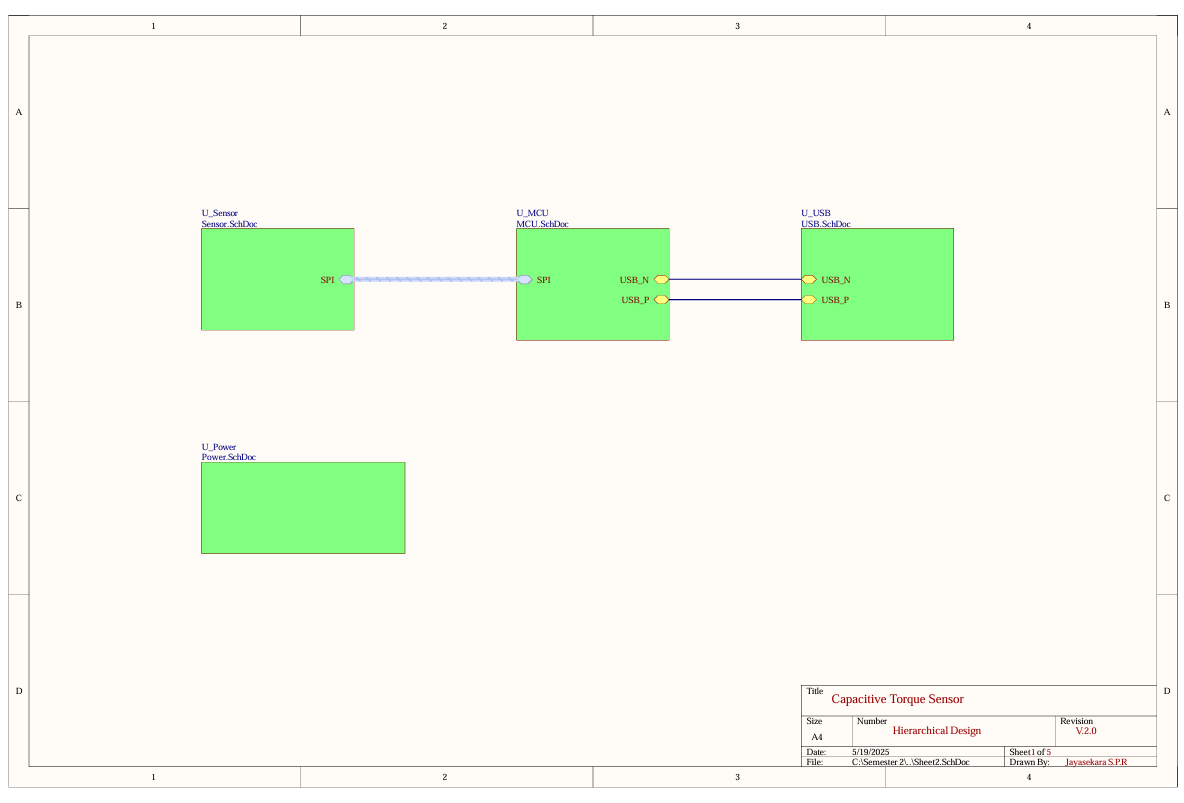 1 2 3 4
A A
U_Sensor U_MCU U_USB
Sensor.SchDoc MCU.SchDoc USB.SchDoc
SPI SPI USB_N USB_N
USB_P USB_P
B B
U_Power
Power.SchDoc
C C
D D
Title Capacitive Torque Sensor
Size Number Revision
A4 Hierarchical Design V.2.0
Date: 5/19/2025 Sheet1 of 5
File: C:\Semester 2\..\Sheet2.SchDoc Drawn By: Jayasekara S.P.R
1 2 3 4